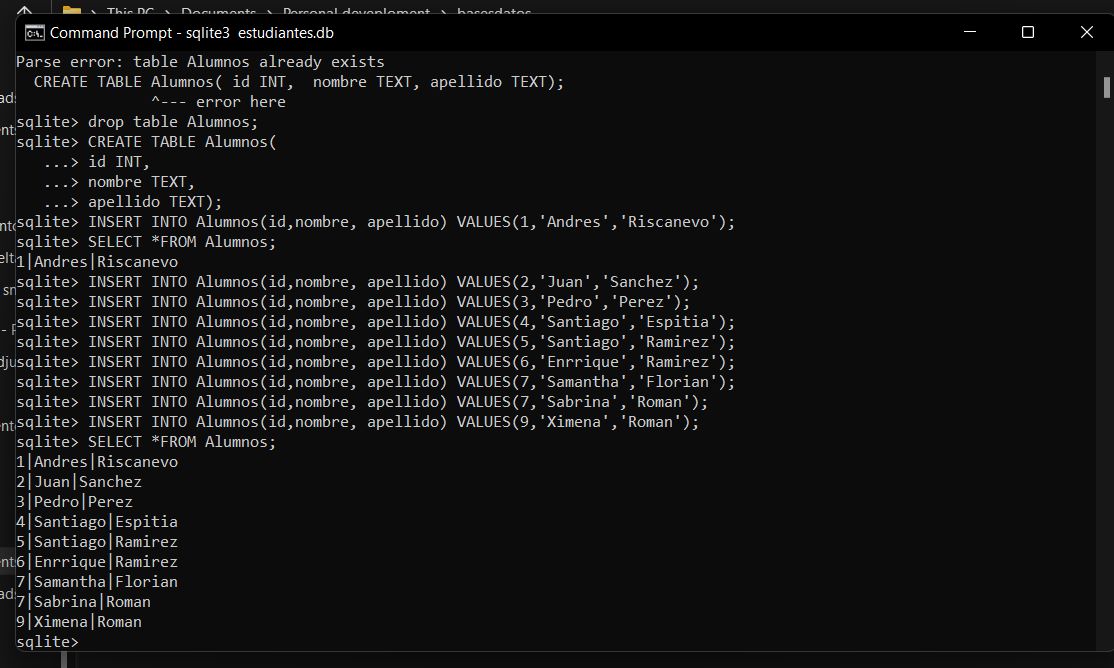 This PC > Documents > Personal deveploment > basesdatos
Command Prompt - sqlite3  estudiantes.db
Parse error: table Alumnos already exists
  CREATE TABLE Alumnos( id INT,  nombre TEXT, apellido TEXT);
               ^--- error here
sqlite> drop table Alumnos;
sqlite> CREATE TABLE Alumnos(
   ...> id INT,
   ...> nombre TEXT,
   ...> apellido TEXT);
sqlite> INSERT INTO Alumnos(id,nombre, apellido) VALUES(1,'Andres','Riscanevo');
sqlite> SELECT *FROM Alumnos;
1|Andres|Riscanevo
sqlite> INSERT INTO Alumnos(id,nombre, apellido) VALUES(2,'Juan','Sanchez');
sqlite> INSERT INTO Alumnos(id,nombre, apellido) VALUES(3,'Pedro','Perez');
sqlite> INSERT INTO Alumnos(id,nombre, apellido) VALUES(4,'Santiago','Espitia');
sqlite> INSERT INTO Alumnos(id,nombre, apellido) VALUES(5,'Santiago','Ramirez');
sqlite> INSERT INTO Alumnos(id,nombre, apellido) VALUES(6,'Enrrique','Ramirez');
sqlite> INSERT INTO Alumnos(id,nombre, apellido) VALUES(7,'Samantha','Florian');
sqlite> INSERT INTO Alumnos(id,nombre, apellido) VALUES(7,'Sabrina','Roman');
sqlite> INSERT INTO Alumnos(id,nombre, apellido) VALUES(9,'Ximena','Roman');
sqlite> SELECT *FROM Alumnos;
1|Andres|Riscanevo
2|Juan|Sanchez
3|Pedro|Perez
4|Santiago|Espitia
5|Santiago|Ramirez
6|Enrrique|Ramirez
7|Samantha|Florian
7|Sabrina|Roman
9|Ximena|Roman
sqlite>